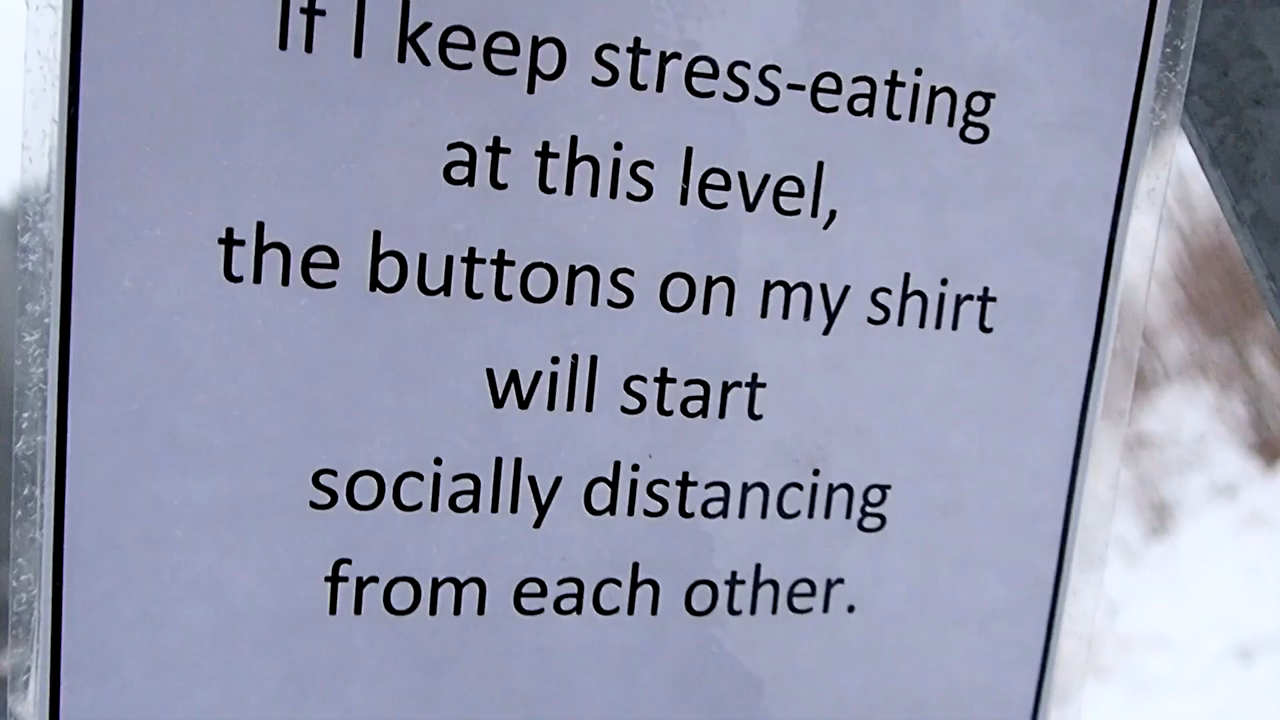 If I keep stress-eating
at this level,
the buttons on my shirt
will start
socially distancing
from each other.